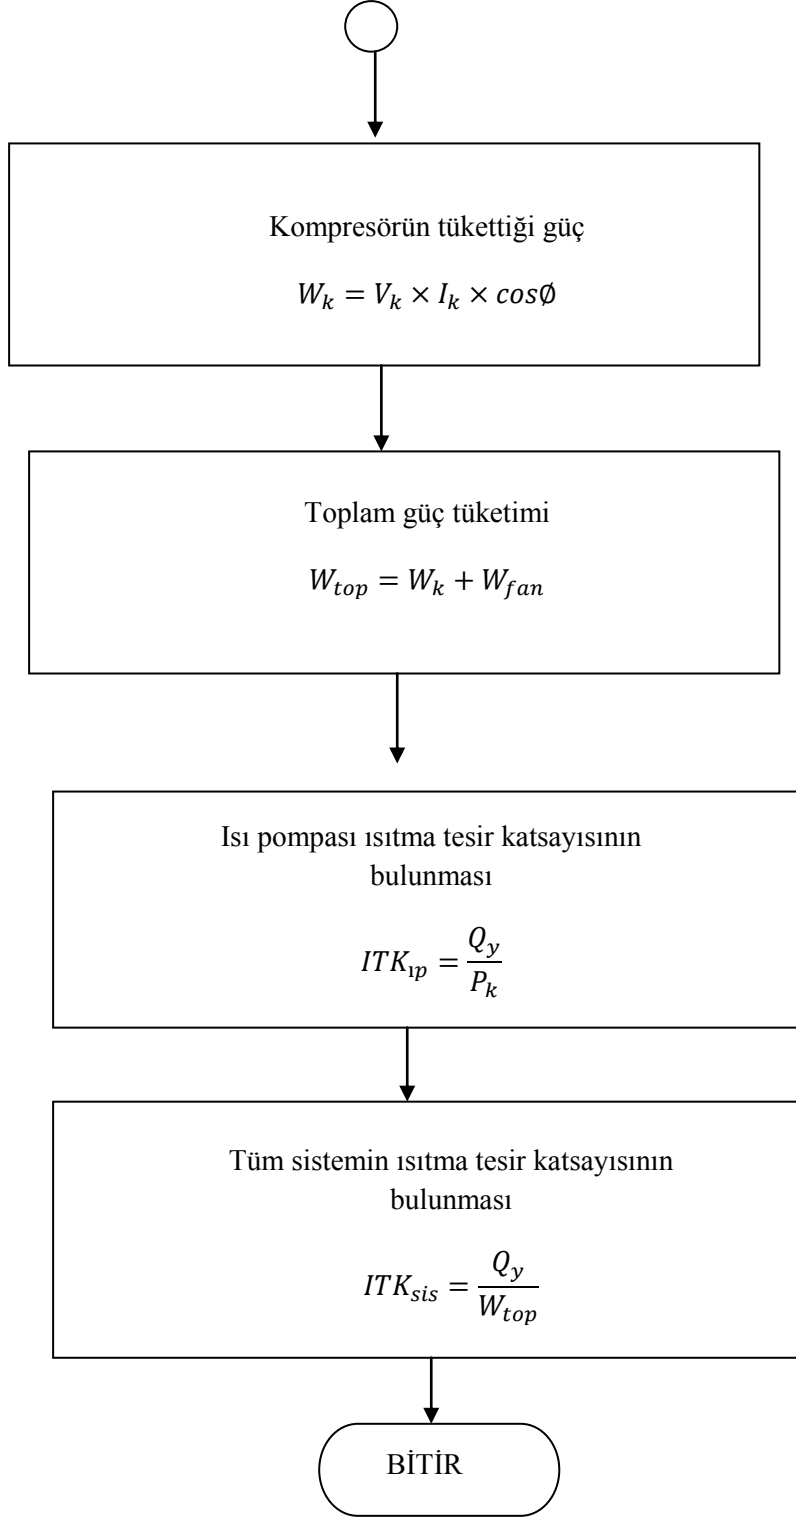 Kompresörün tükettiği güç
W_k = V_k × I_k × cos∅
Toplam güç tüketimi
W_top = W_k + W_fan
Isı pompası ısıtma tesir katsayısının
bulunması
ITK_ıp = Q_y / P_k
Tüm sistemin ısıtma tesir katsayısının
bulunması
ITK_sis = Q_y / W_top
BİTİR